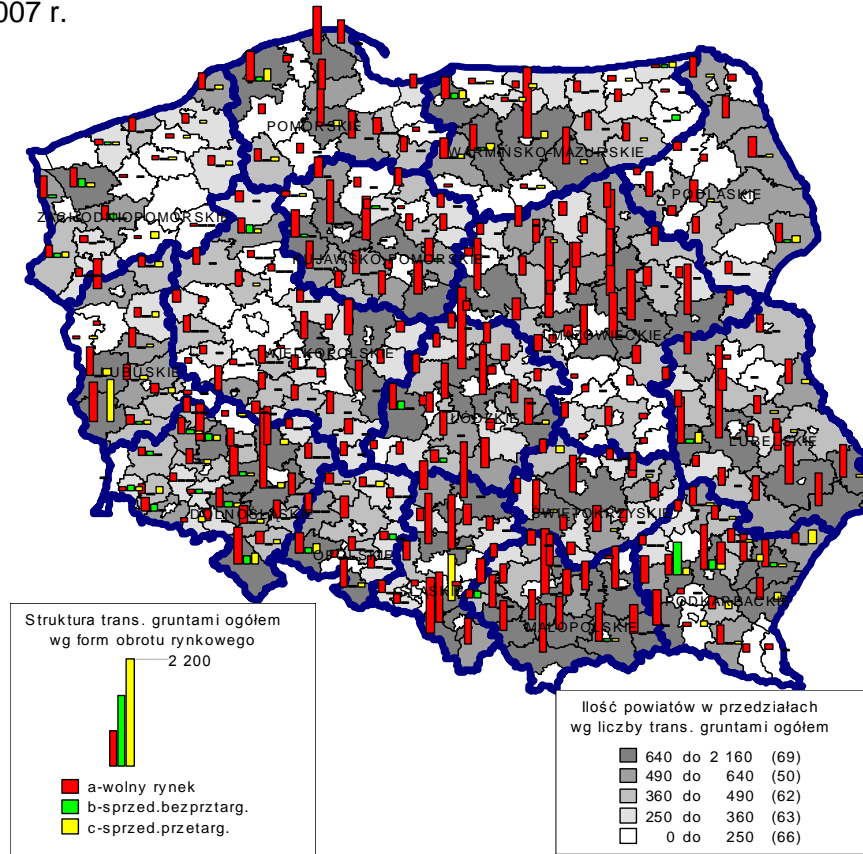 007 r.
POMORSKIE
WARMIŃSKO-MAZURSKIE
PODLASKIE
ZACHODNIOPOMORSKIE
KUJAWSKO-POMORSKIE
MAZOWIECKIE
WIELKOPOLSKIE
LUBUSKIE
ŁÓDZKIE
LUBELSKIE
DOLNOŚLĄSKIE
ŚWIĘTOKRZYSKIE
OPOLSKIE
ŚLĄSKIE
PODKARPACKIE
MAŁOPOLSKIE
Struktura trans. gruntami ogółem
wg form obrotu rynkowego
2 200
a-wolny rynek
b-sprzed.bezprztarg.
c-sprzed.przetarg.
Ilość powiatów w przedziałach
wg liczby trans. gruntami ogółem
640 do 2 160 (69)
490 do 640 (50)
360 do 490 (62)
250 do 360 (63)
0 do 250 (66)